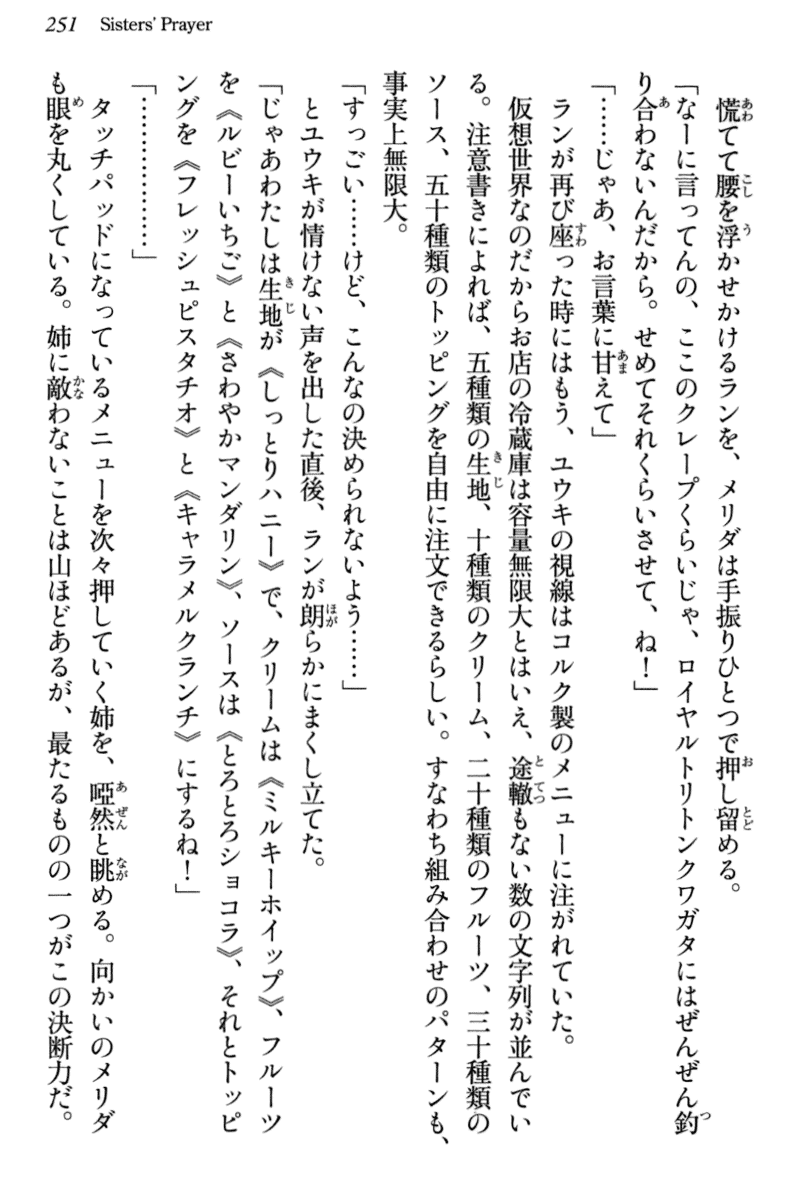 251 Sisters' Prayer
慌てて腰を浮かせかけるランを、メリダは手振りひとつで押し留める。
「なーに言ってんの、ここのクレープくらいじゃ、ロイヤルトリトンクワガタにはぜんぜん釣
り合わないんだから。せめてそれくらいさせて、ね！」
「……じゃあ、お言葉に甘えて」
ランが再び座った時にはもう、ユウキの視線はコルク製のメニューに注がれていた。
仮想世界なのだからお店の冷蔵庫は容量無限大とはいえ、途轍もない数の文字列が並んでい
る。注意書きによれば、五種類の生地、十種類のクリーム、二十種類のフルーツ、三十種類の
ソース、五十種類のトッピングを自由に注文できるらしい。すなわち組み合わせのパターンも、
事実上無限大。
「すっごい……けど、こんなの決められないよう……」
とユウキが情けない声を出した直後、ランが朗らかにまくし立てた。
「じゃあわたしは生地が《しっとりハニー》で、クリームは《ミルキーホイップ》、フルーツ
を《ルビーいちご》と《さわやかマンダリン》、ソースは《とろとろショコラ》、それとトッピ
ングを《フレッシュピスタチオ》と《キャラメルクランチ》にするね！」
「………………」
タッチパッドになっているメニューを次々押していく姉を、啞然と眺める。向かいのメリダ
も眼を丸くしている。姉に敵わないことは山ほどあるが、最たるものの一つがこの決断力だ。